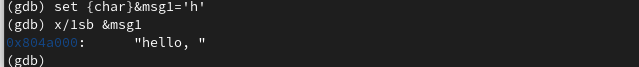 (gdb) set {char}&msg1='h'
(gdb) x/1sb &msg1
0x804a000:      "hello, "
(gdb)